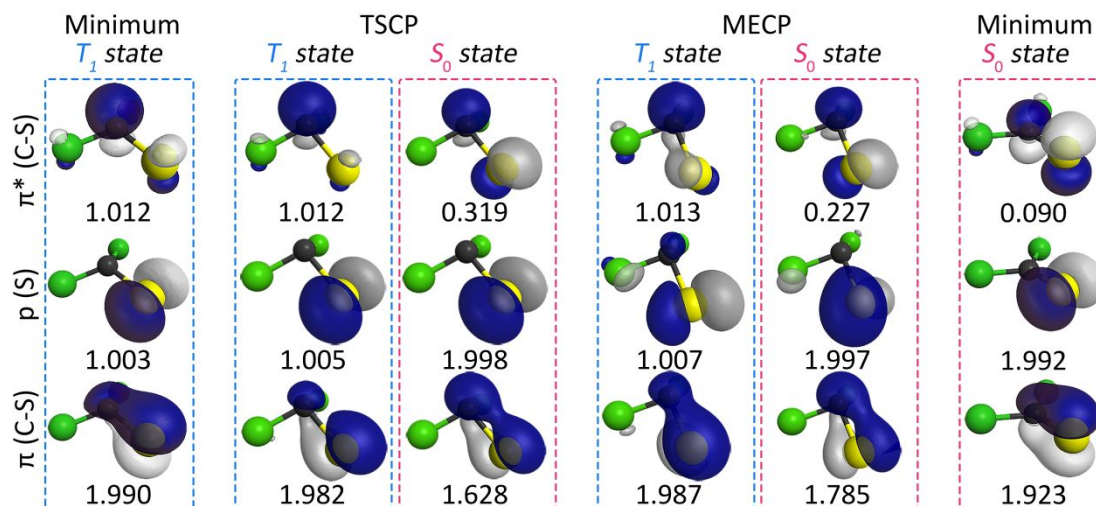 Minimum TSCP MECP Minimum
T₁ state T₁ state S₀ state T₁ state S₀ state S₀ state
π* (C-S)
1.012 1.012 0.319 1.013 0.227 0.090
p (S)
1.003 1.005 1.998 1.007 1.997 1.992
π (C-S)
1.990 1.982 1.628 1.987 1.785 1.923